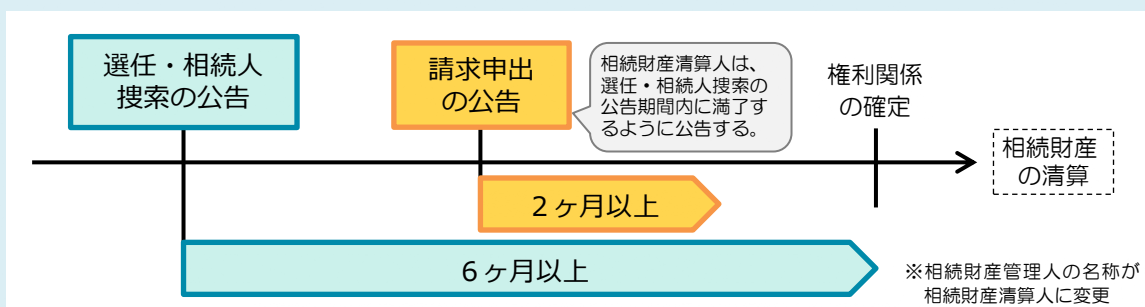 選任・相続人
捜索の公告
請求申出
の公告
相続財産清算人は、
選任・相続人捜索の
公告期間内に満了す
るように公告する。
権利関係
の確定
相続財産
の清算
２ヶ月以上
６ヶ月以上
※相続財産管理人の名称が
相続財産清算人に変更